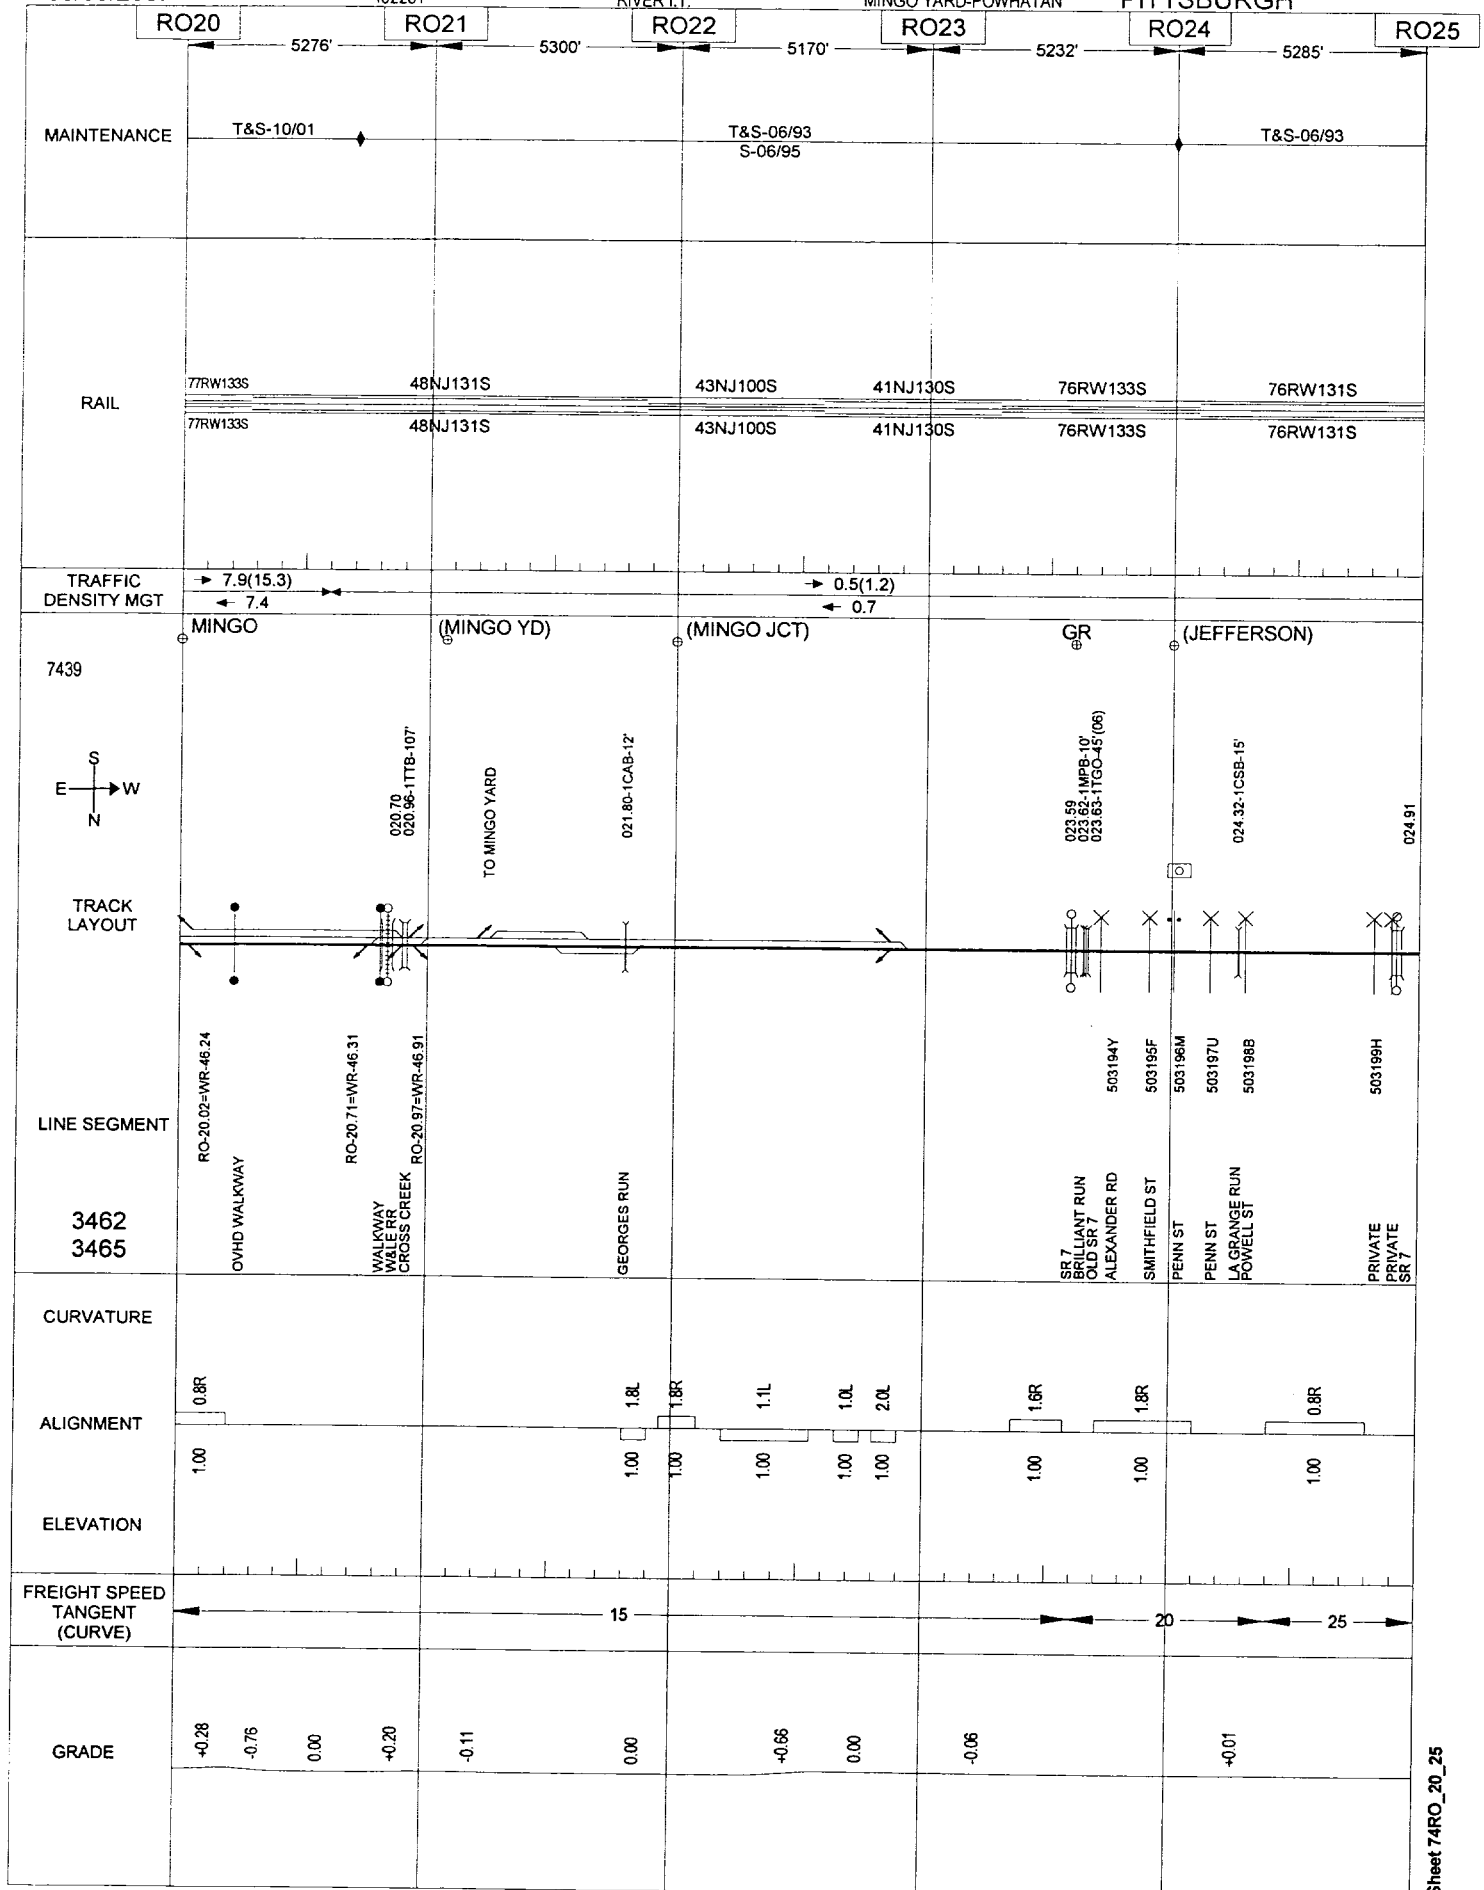 RIVER I.T.
MINGO YARD-POWHATAN
PITTSBURGH
RO20 RO21 RO22 RO23 RO24 RO25
5276' 5300' 5170' 5232' 5285'
MAINTENANCE
T&S-10/01 T&S-06/93 T&S-06/93
S-06/95
RAIL
77RW133S 48NJ131S 43NJ100S 41NJ130S 76RW133S 76RW131S
77RW133S 48NJ131S 43NJ100S 41NJ130S 76RW133S 76RW131S
TRAFFIC
DENSITY MGT
7.9(15.3) 0.5(1.2)
7.4 0.7
MINGO (MINGO YD) (MINGO JCT) GR (JEFFERSON)
7439
S
E W
N
020.70
020.96-1TTB-107'
TO MINGO YARD
021.80-1CAB-12'
023.59
023.62-1MPB-10'
023.63-1TGO-45'(06)
024.32-1CSB-15'
024.91
TRACK
LAYOUT
RO-20.02=WR-46.24
RO-20.71=WR-46.31
RO-20.97=WR-46.91
503194Y
503195F
503196M
503197U
503198B
503199H
LINE SEGMENT
3462
3465
OVHD WALKWAY
WALKWAY
W&LE RR
CROSS CREEK
GEORGES RUN
SR 7
BRILLIANT RUN
OLD SR 7
ALEXANDER RD
SMITHFIELD ST
PENN ST
PENN ST
LA GRANGE RUN
POWELL ST
PRIVATE
PRIVATE
SR 7
CURVATURE
0.8R 1.8L 1.8R 1.1L 1.0L 2.0L 1.6R 1.8R 0.8R
ALIGNMENT
1.00 1.00 1.00 1.00 1.00 1.00 1.00 1.00 1.00
ELEVATION
FREIGHT SPEED
TANGENT
(CURVE)
15 20 25
GRADE
+0.28 -0.76 0.00 +0.20 -0.11 0.00 +0.66 0.00 -0.06 +0.01
Sheet 74RO_20_25